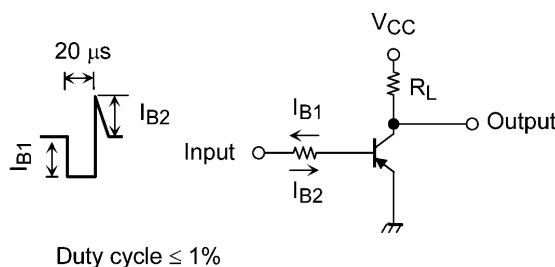 20 μs
I_B2
I_B1
Duty cycle ≤ 1%
V_CC
R_L
I_B1
Output
Input
I_B2